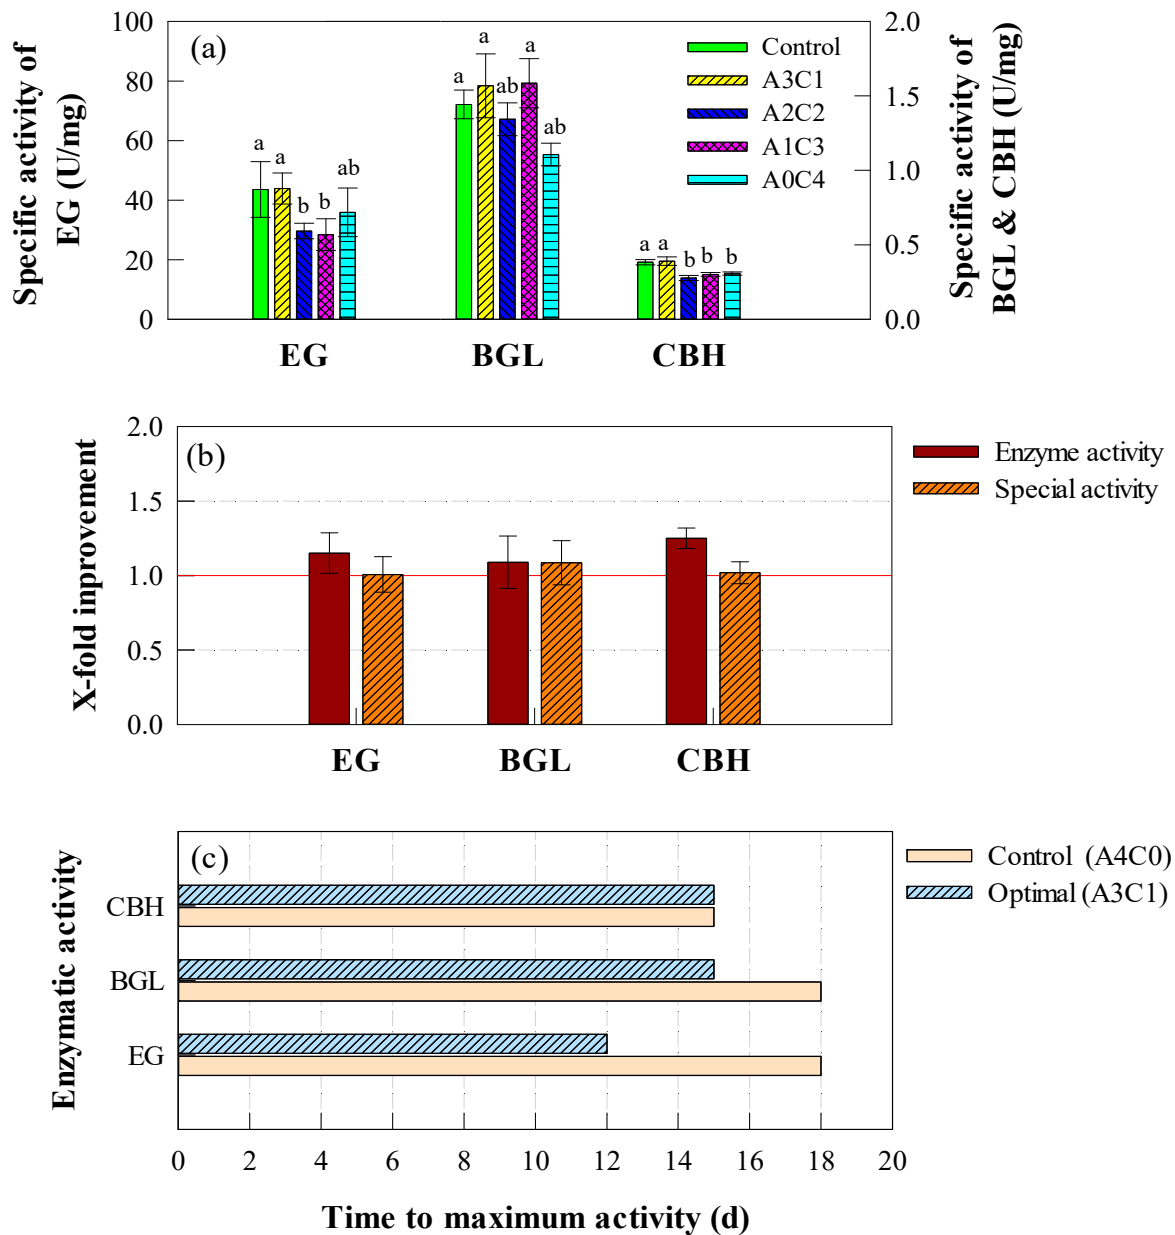 (a)
Specific activity of
EG (U/mg)
100
80
60
40
20
0
2.0
1.5
1.0
0.5
0.0
Specific activity of
BGL & CBH (U/mg)
Control
A3C1
A2C2
A1C3
A0C4
a a b b ab
a a ab a ab
a a b b b
EG BGL CBH
(b)
X-fold inprovement
2.0
1.5
1.0
0.5
0.0
Enzyme activity
Special activity
EG BGL CBH
(c)
Enzymatic activity
CBH
BGL
EG
Control (A4C0)
Optimal (A3C1)
0 2 4 6 8 10 12 14 16 18 20
Time to maximum activity (d)